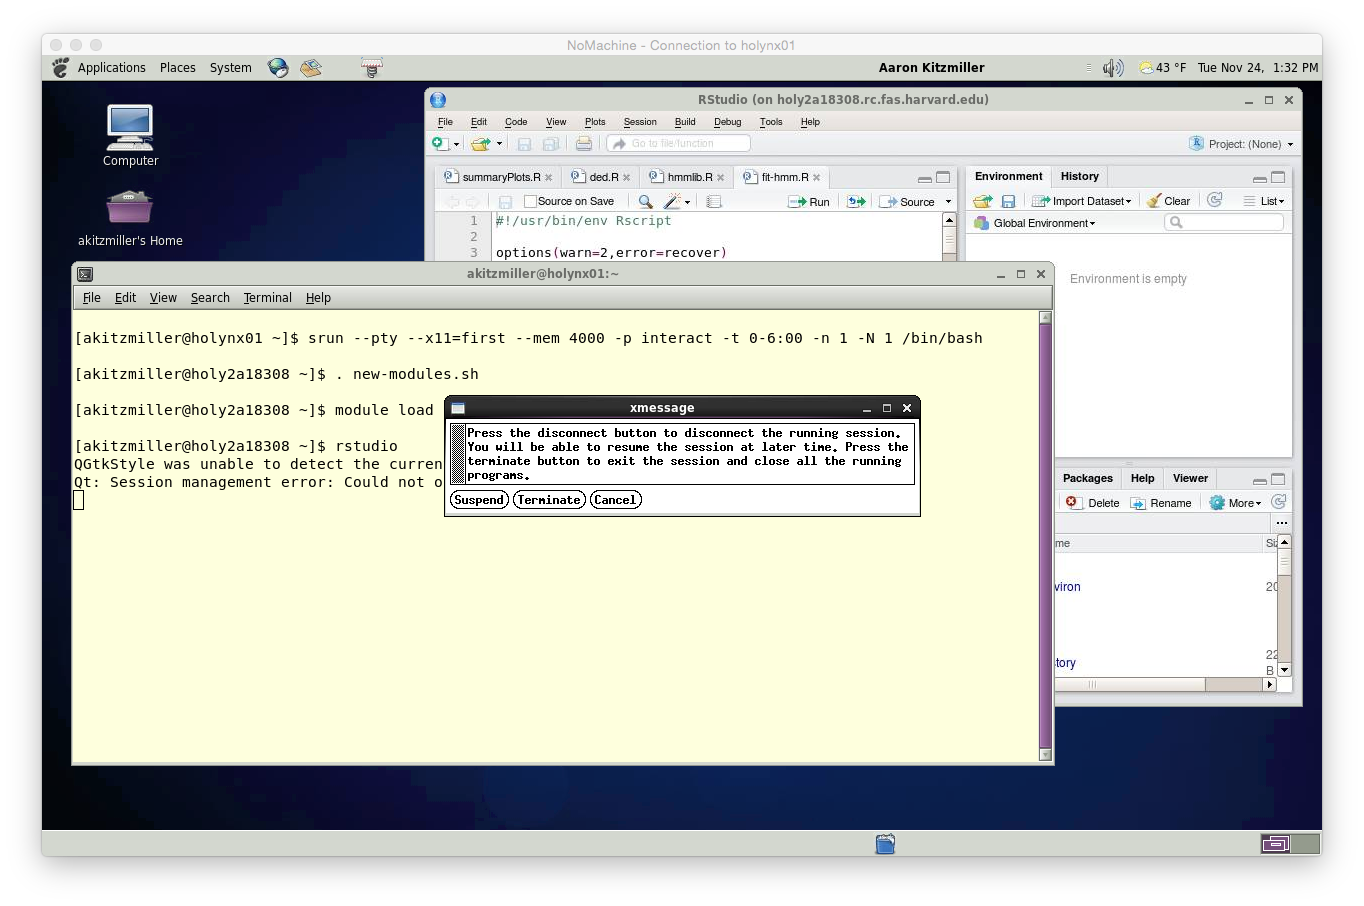 NoMachine - Connection to holynx01
Applications Places System Aaron Kitzmiller 43 °F Tue Nov 24, 1:32 PM
Computer
akitzmiller's Home
RStudio (on holy2a18308.rc.fas.harvard.edu)
File Edit Code View Plots Session Build Debug Tools Help
Go to file/function Project: (None)
summaryPlots.R ded.R hmmlib.R fit-hmm.R
Source on Save Run Source
1 #!/usr/bin/env Rscript
2
3 options(warn=2,error=recover)
Environment History
Import Dataset Clear List
Global Environment
Environment is empty
akitzmiller@holynx01:~
File Edit View Search Terminal Help
[akitzmiller@holynx01 ~]$ srun --pty --x11=first --mem 4000 -p interact -t 0-6:00 -n 1 -N 1 /bin/bash
[akitzmiller@holy2a18308 ~]$ . new-modules.sh
[akitzmiller@holy2a18308 ~]$ module load
[akitzmiller@holy2a18308 ~]$ rstudio
QGtkStyle was unable to detect the curren
Qt: Session management error: Could not o
xmessage
Press the disconnect button to disconnect the running session.
You will be able to resume the session at later time. Press the
terminate button to exit the session and close all the running
programs.
Suspend Terminate Cancel
Packages Help Viewer
Delete Rename More
...
me Siz
viron 20
tory 22
B